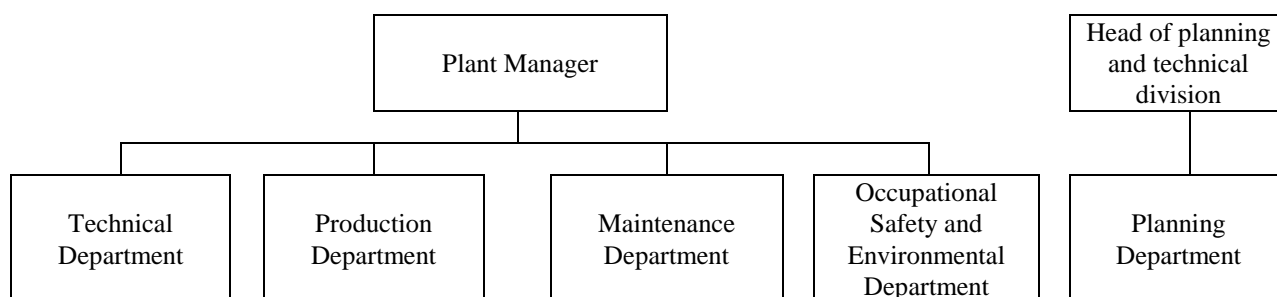 Plant Manager
Head of planning
and technical
division
Technical
Department
Production
Department
Maintenance
Department
Occupational
Safety and
Environmental
Department
Planning
Department